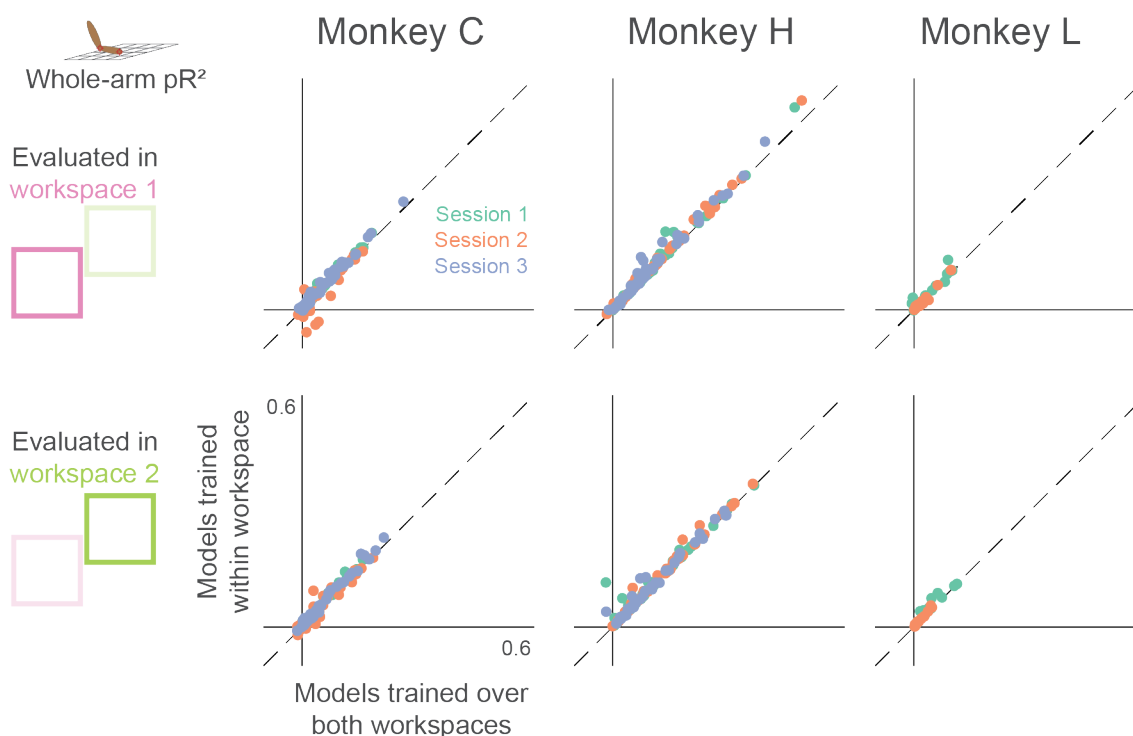 Monkey C
Monkey H
Monkey L
Whole-arm pR²
Evaluated in
workspace 1
Session 1
Session 2
Session 3
Evaluated in
workspace 2
0.6
Models trained
within workspace
0.6
Models trained over
both workspaces